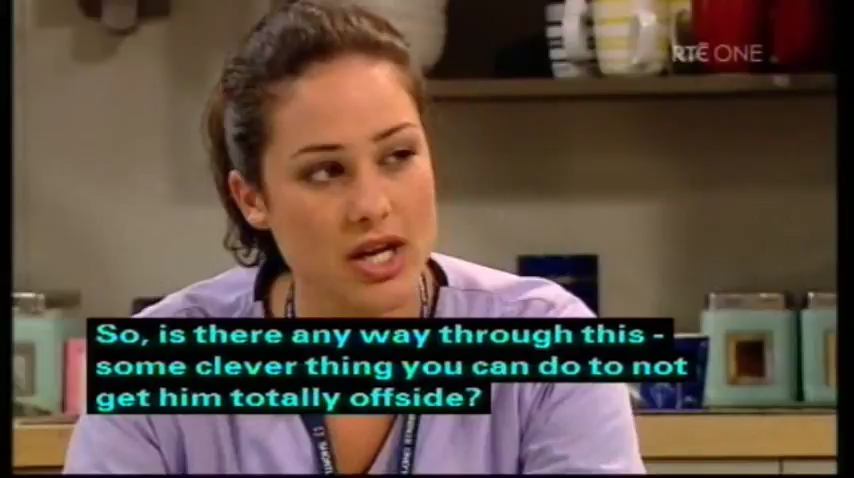 RTÉ ONE
So, is there any way through this -
some clever thing you can do to not
get him totally offside?